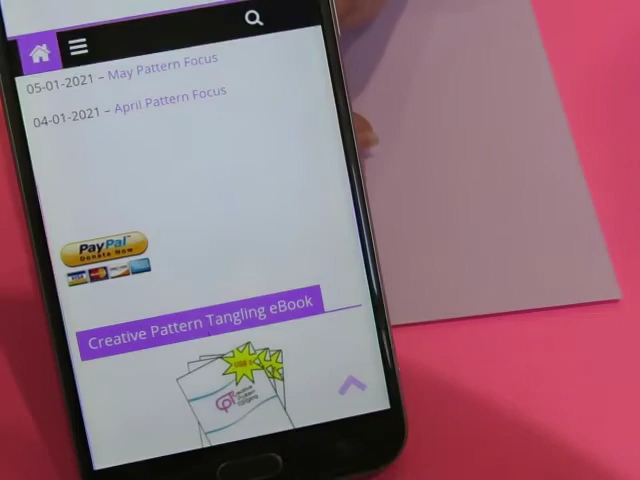 05-01-2021 – May Pattern Focus
04-01-2021 – April Pattern Focus
PayPal
Donate Now
VISA
Creative Pattern Tangling eBook